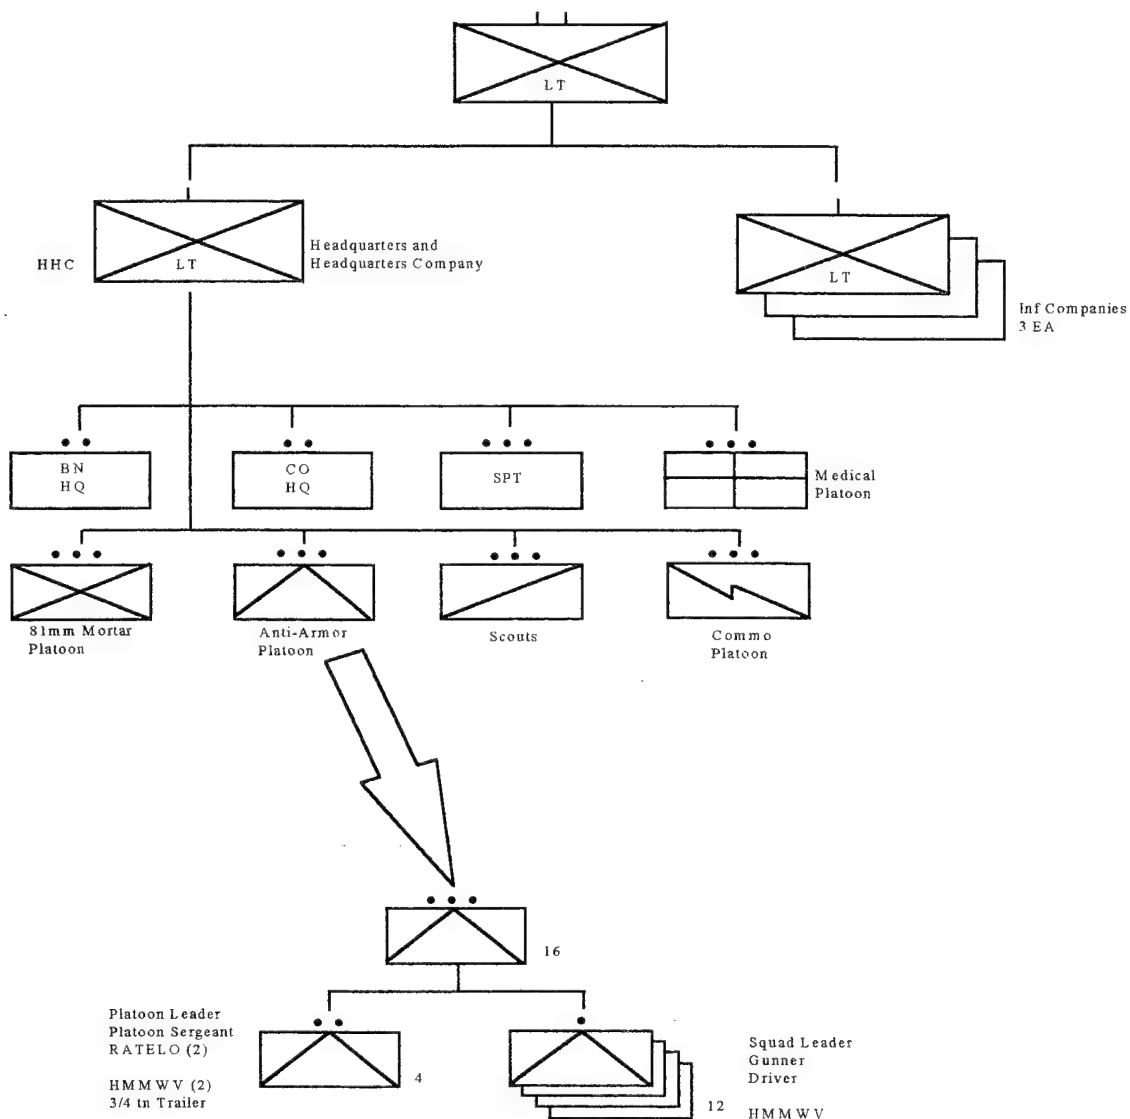 LT
HHC
LT
Headquarters and
Headquarters Company
LT
Inf Companies
3 EA
BN
HQ
CO
HQ
SPT
Medical
Platoon
81mm Mortar
Platoon
Anti-Armor
Platoon
Scouts
Commo
Platoon
16
Platoon Leader
Platoon Sergeant
RATELO (2)
HMMWV (2)
3/4 tn Trailer
4
12
Squad Leader
Gunner
Driver
HMMWV